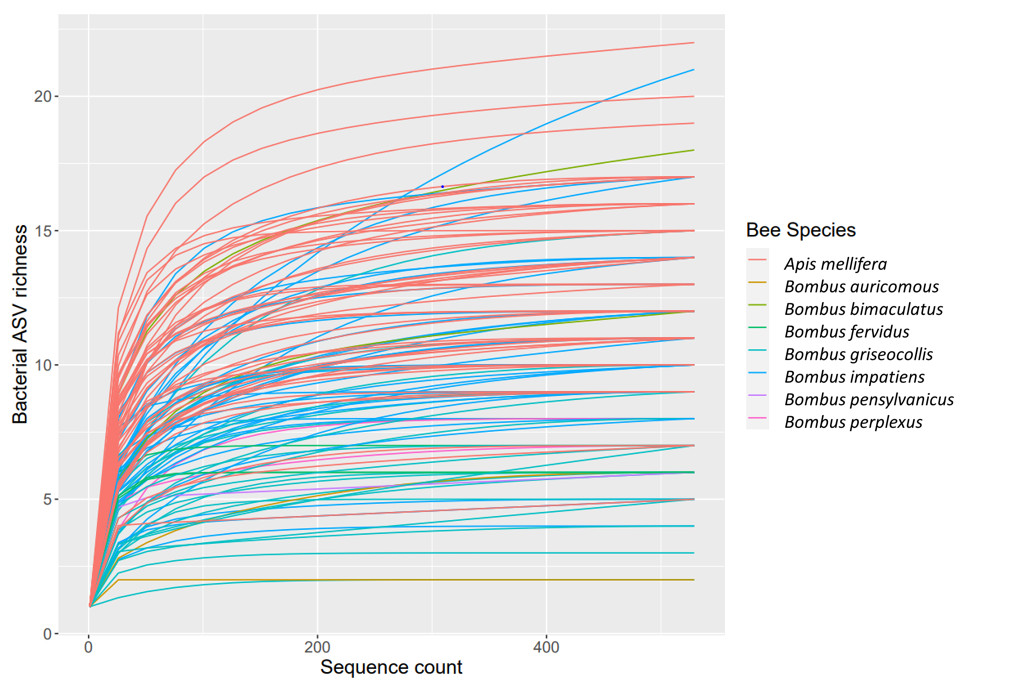 20
15
10
5
0
0
200
400
Sequence count
Bacterial ASV richness
Bee Species
Apis mellifera
Bombus auricomous
Bombus bimaculatus
Bombus fervidus
Bombus griseocollis
Bombus impatiens
Bombus pensylvanicus
Bombus perplexus